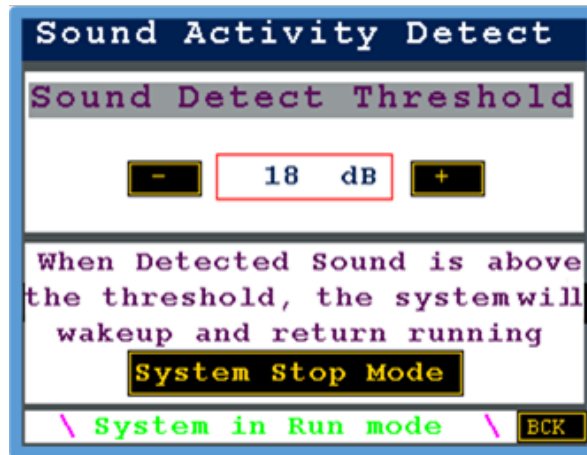 Sound Activity Detect
Sound Detect Threshold
- 18 dB +
When Detected Sound is above
the threshold, the system will
wakeup and return running
System Stop Mode
\ System in Run mode \ BCK